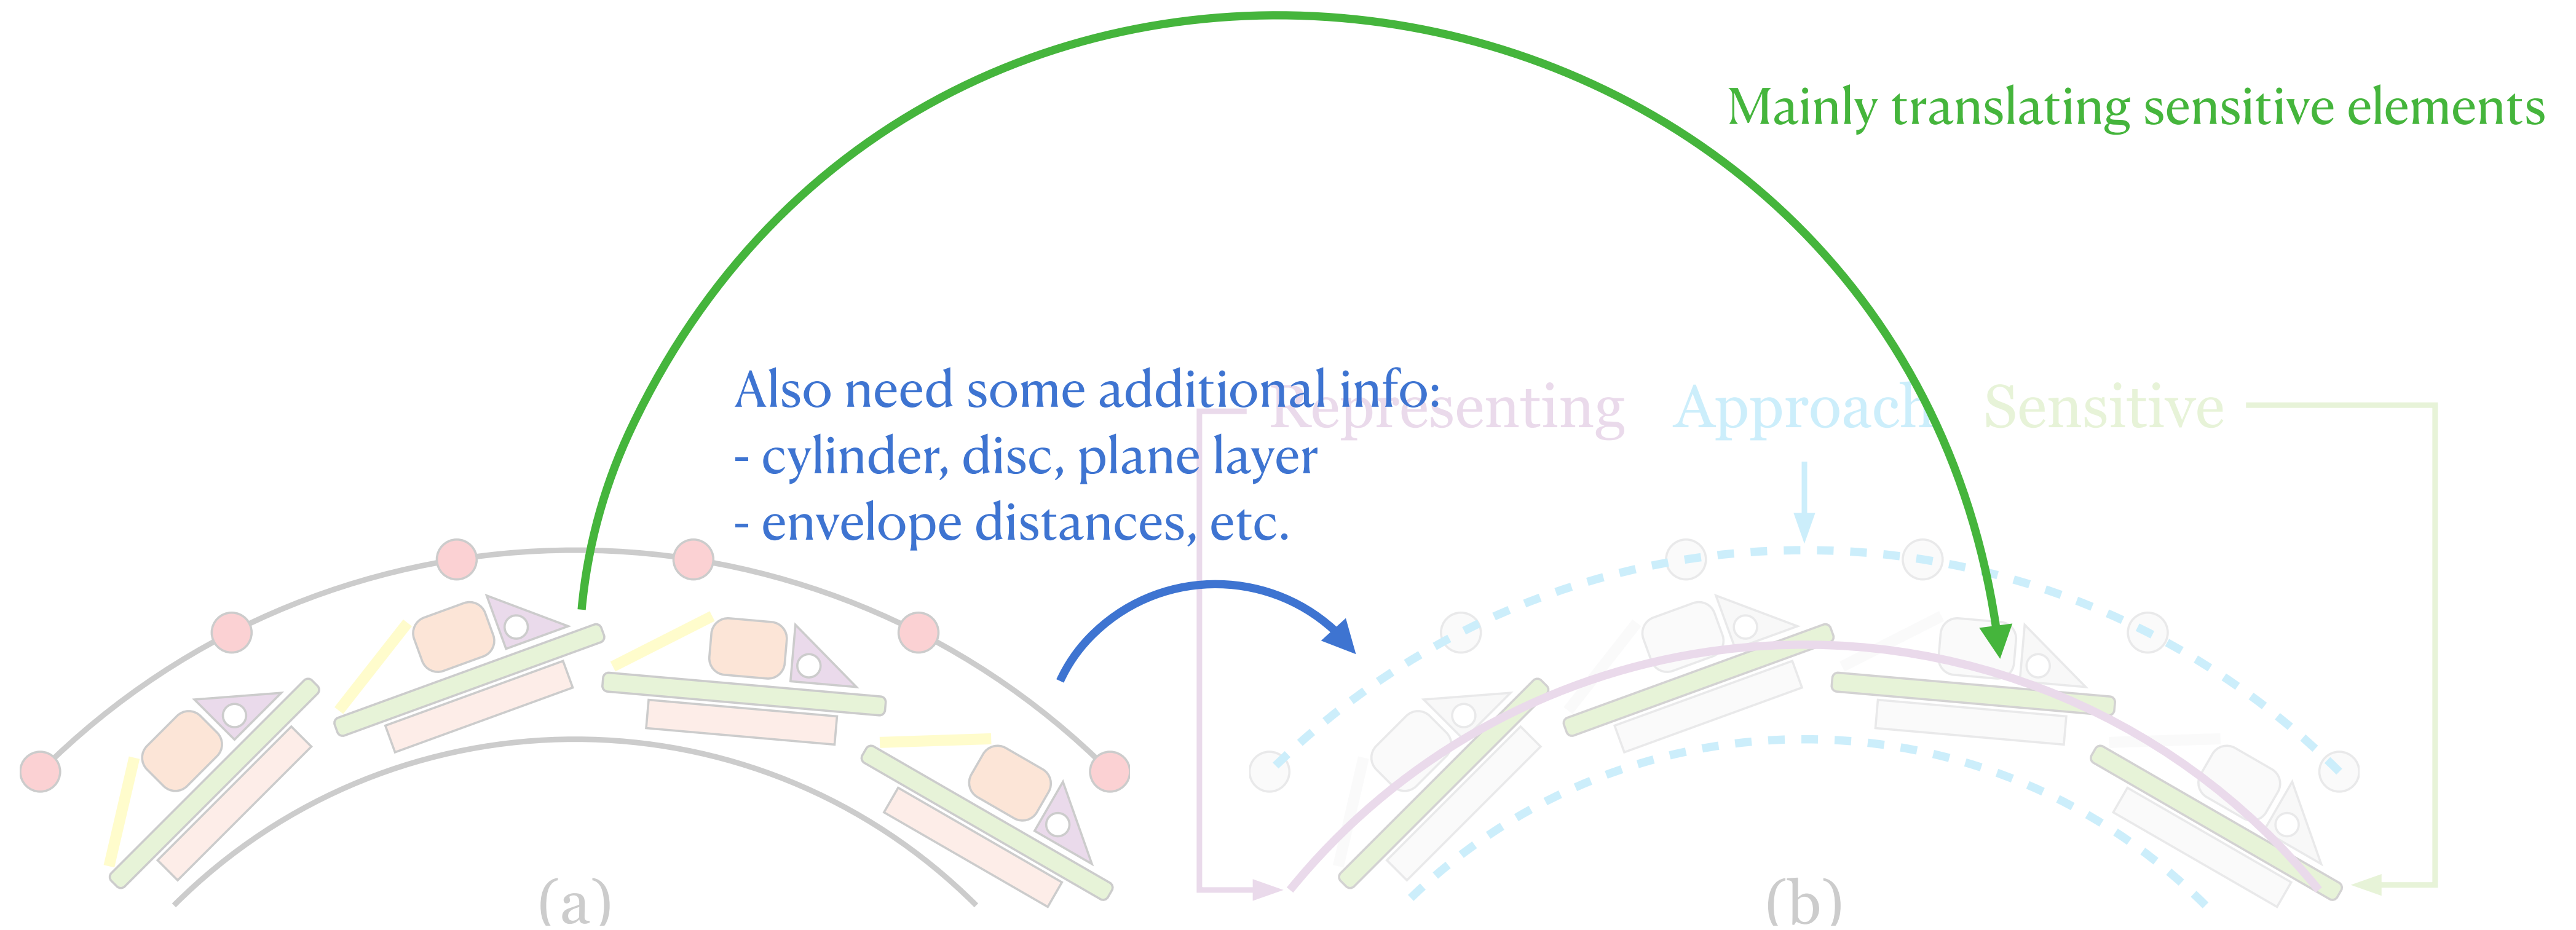 Mainly translating sensitive elements
Also need some additional info:
- cylinder, disc, plane layer
- envelope distances, etc.
Representing Approach Sensitive
(a)
(b)